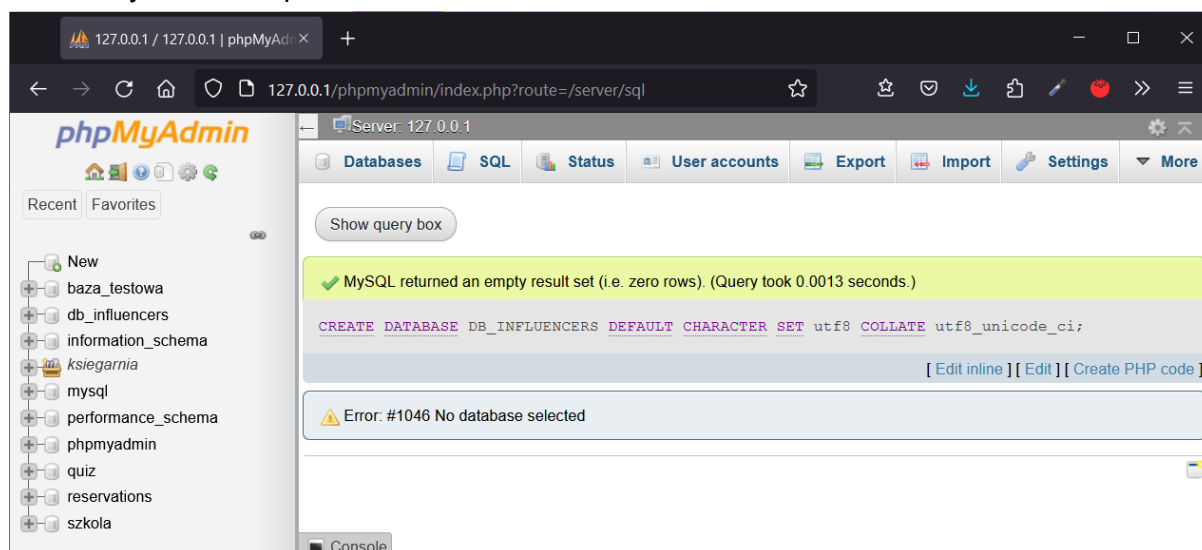 127.0.0.1 / 127.0.0.1 | phpMyAdr
127.0.0.1/phpmyadmin/index.php?route=/server/sql
phpMyAdmin
Recent Favorites
New
baza_testowa
db_influencers
information_schema
ksiegarnia
mysql
performance_schema
phpmyadmin
quiz
reservations
szkola
Server: 127.0.0.1
Databases SQL Status User accounts Export Import Settings More
Show query box
MySQL returned an empty result set (i.e. zero rows). (Query took 0.0013 seconds.)
CREATE DATABASE DB_INFLUENCERS DEFAULT CHARACTER SET utf8 COLLATE utf8_unicode_ci;
[ Edit inline ] [ Edit ] [ Create PHP code ]
Error: #1046 No database selected
Console